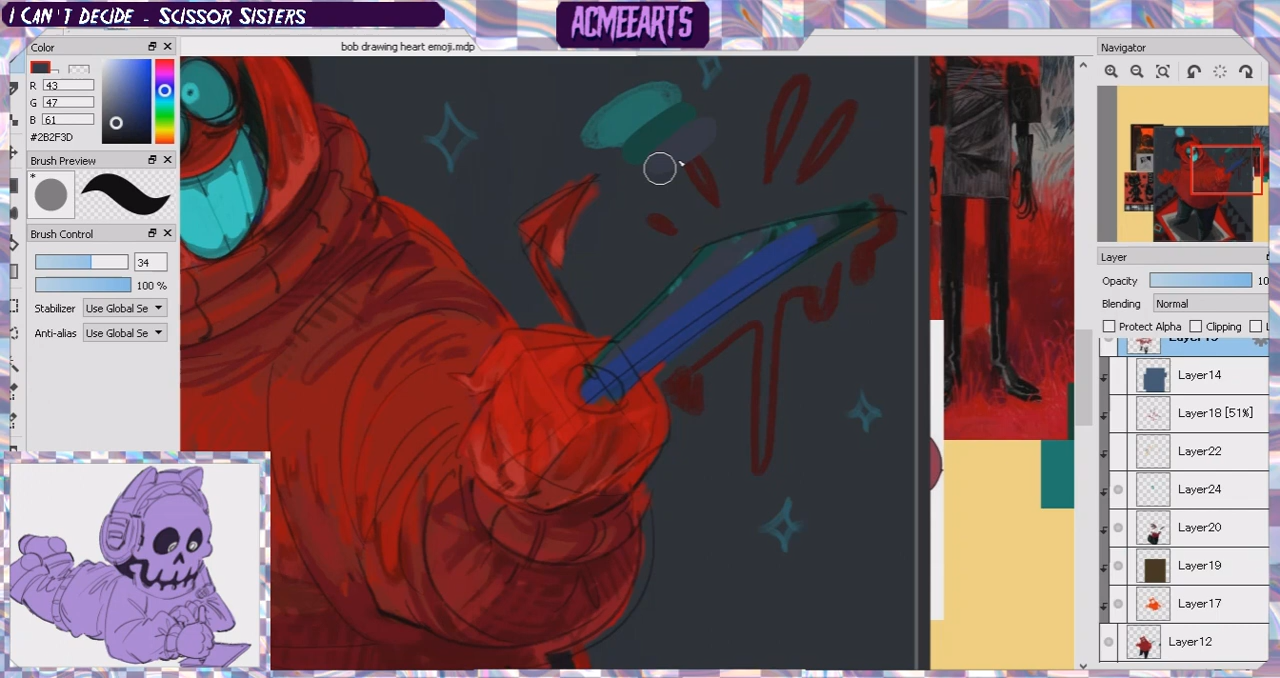 I Can't decide - Scissor Sisters
ACMEEARTS
bob drawing heart emoji.mdp
Color
R 43
G 47
B 61
#2B2F3D
Brush Preview
*
Brush Control
34
100 %
Stabilizer Use Global Se
Anti-alias Use Global Se
Navigator
Layer
Opacity 10
Blending Normal
Protect Alpha Clipping L
Layer14
Layer18 [51%]
Layer22
Layer24
Layer20
Layer19
Layer17
Layer12